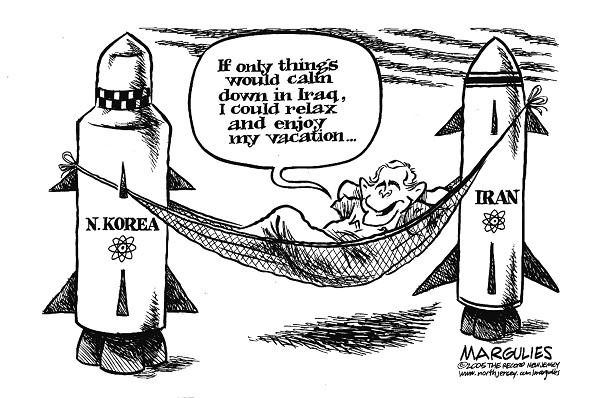 If only things
would calm
down in Iraq,
I could relax
and enjoy
my vacation...
N. KOREA
IRAN
MARGULIES
©2005 THE RECORD NEW JERSEY
www.northjersey.com/margulies